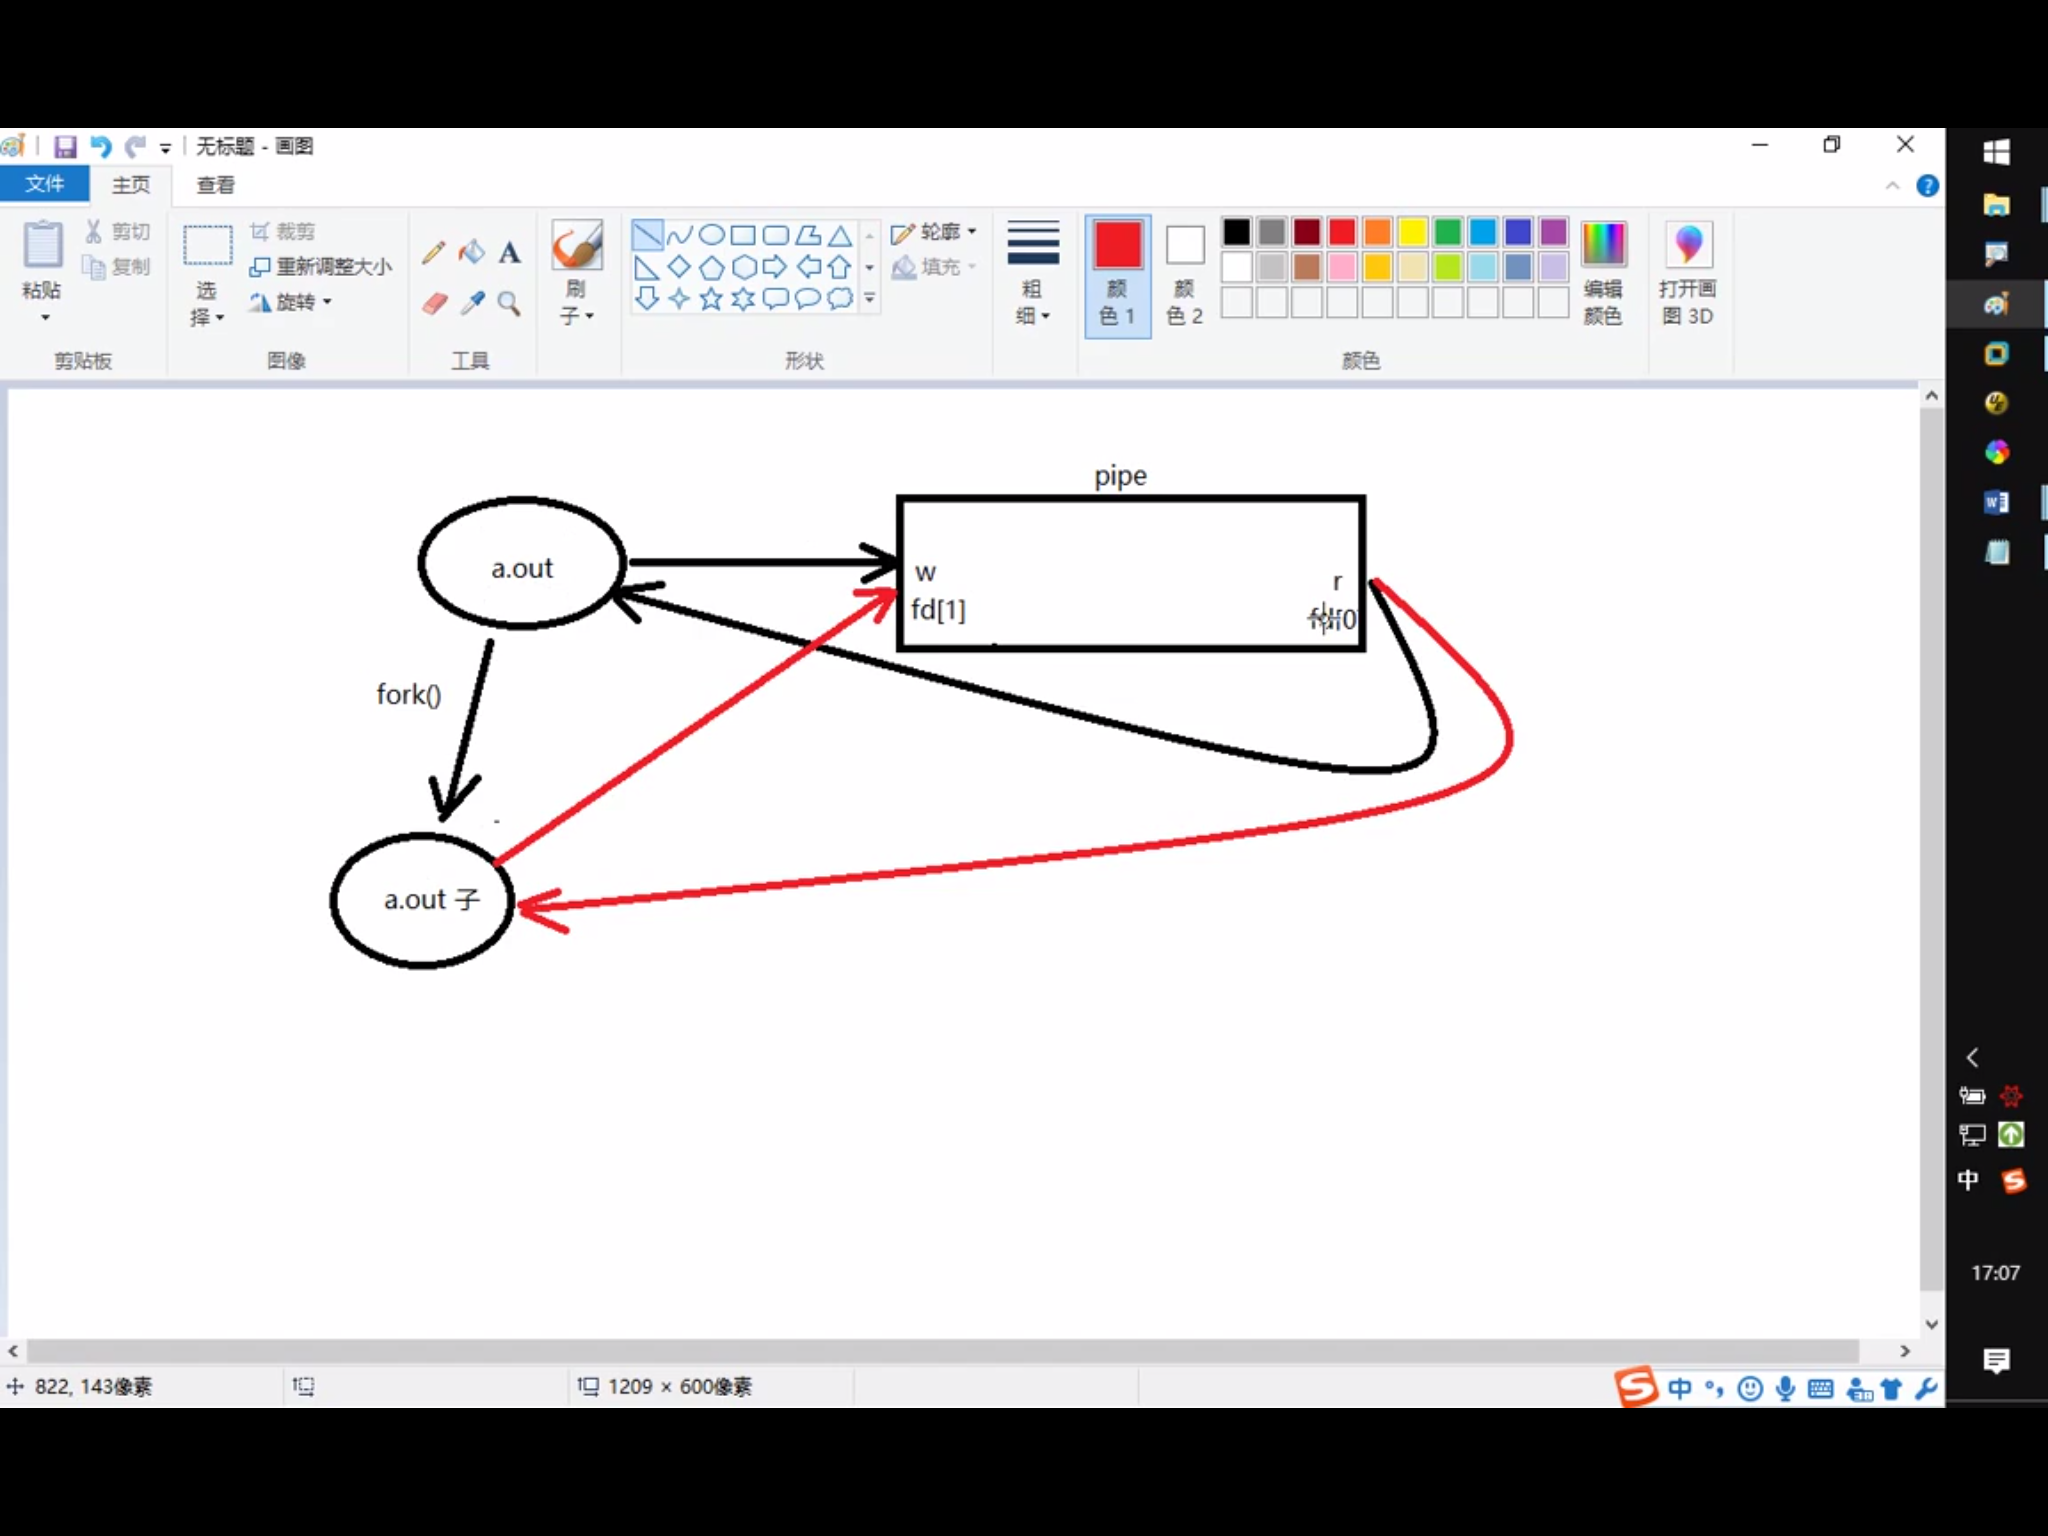 无标题 - 画图
文件 主页 查看
粘贴 剪切 复制 剪贴板
选择 裁剪 重新调整大小 旋转 图像
工具
刷子
形状
轮廓 填充
粗细
颜色 1
颜色 2
颜色
编辑颜色
打开画图 3D
pipe
a.out
w
fd[1]
r
fork()
a.out 子
822, 143像素
1209 × 600像素
中
中
17:07